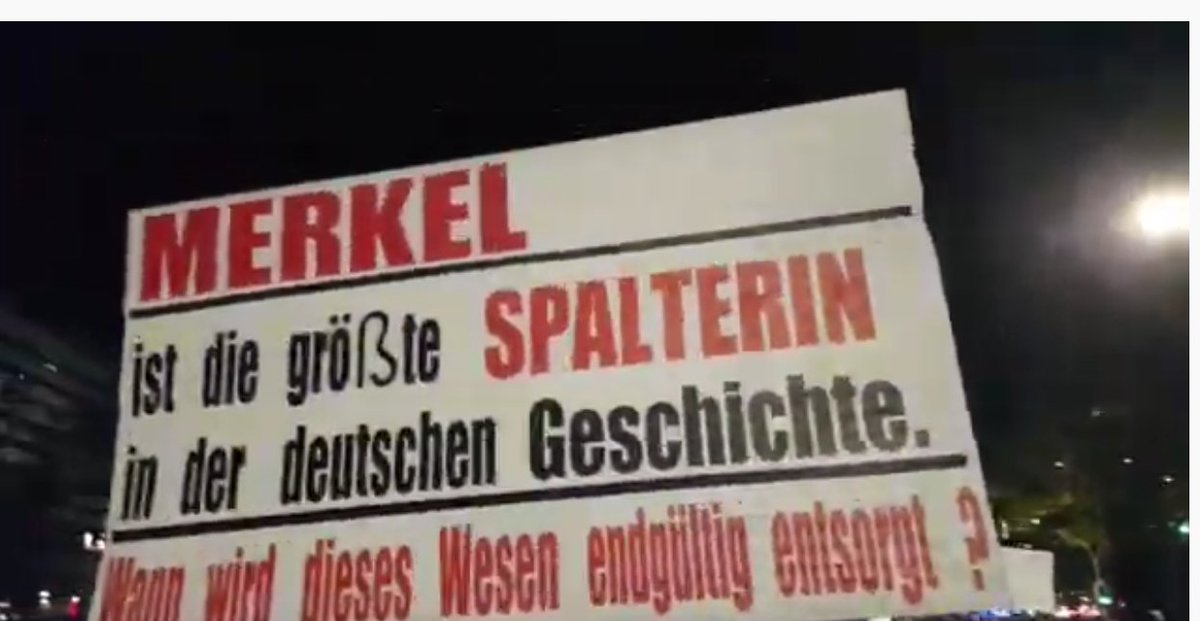 MERKEL
ist die größte SPALTERIN
in der deutschen Geschichte.
Wann wird dieses Wesen endgültig entsorgt ?